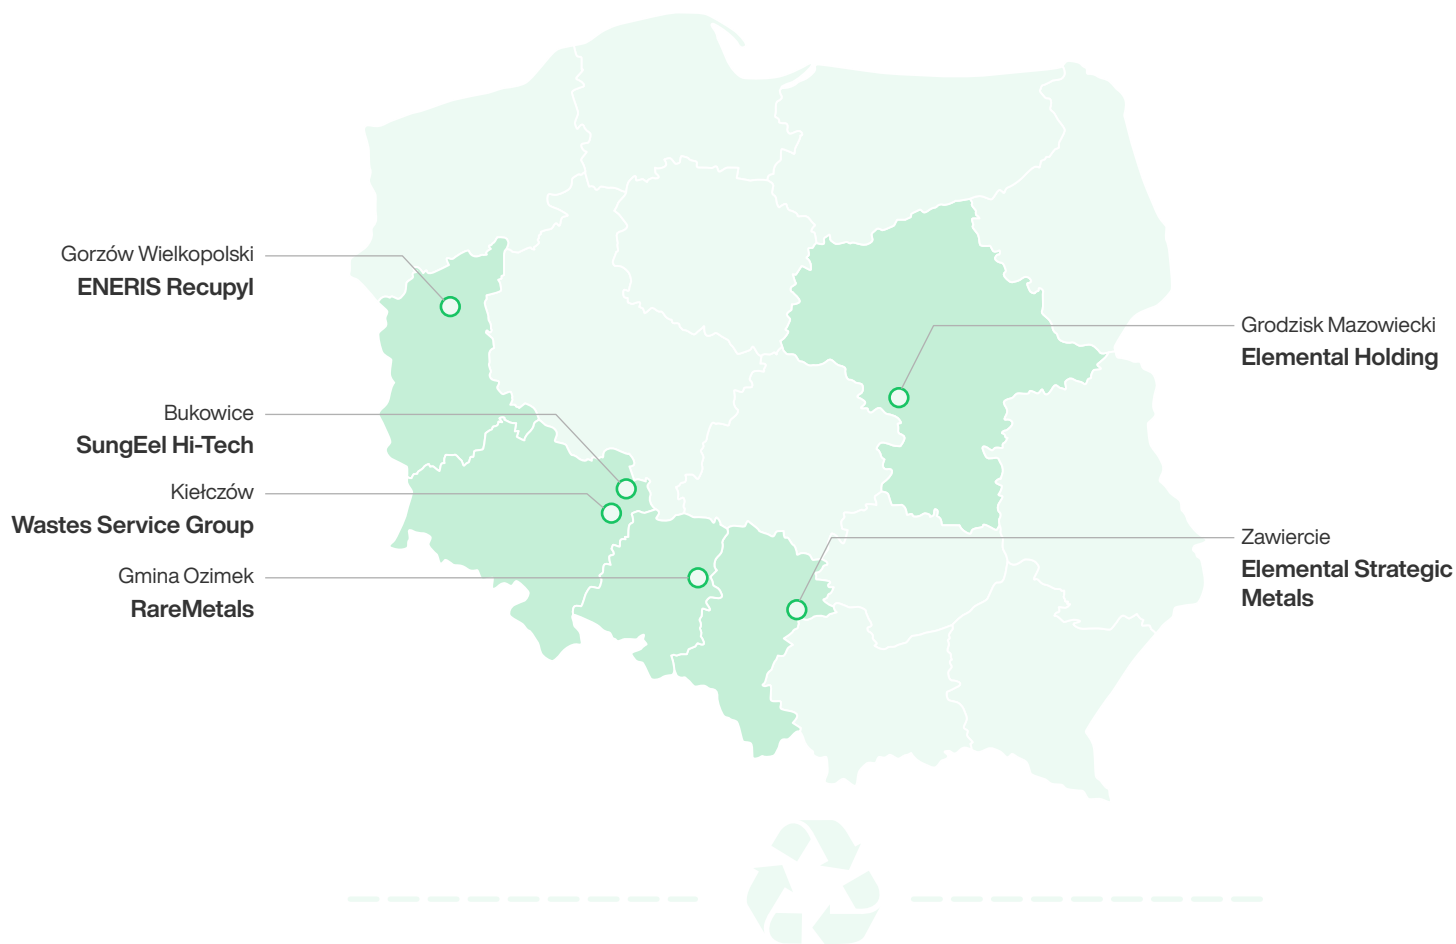 Gorzów Wielkopolski
ENERIS Recupyl
Bukowice
SungEel Hi-Tech
Kiełczów
Wastes Service Group
Gmina Ozimek
RareMetals
Grodzisk Mazowiecki
Elemental Holding
Zawiercie
Elemental Strategic
Metals